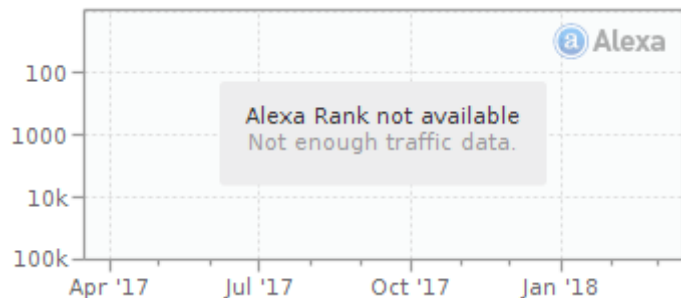 a Alexa
100
Alexa Rank not available
1000
Not enough traffic data.
10k
100k
Apr '17 Jul '17 Oct '17 Jan '18